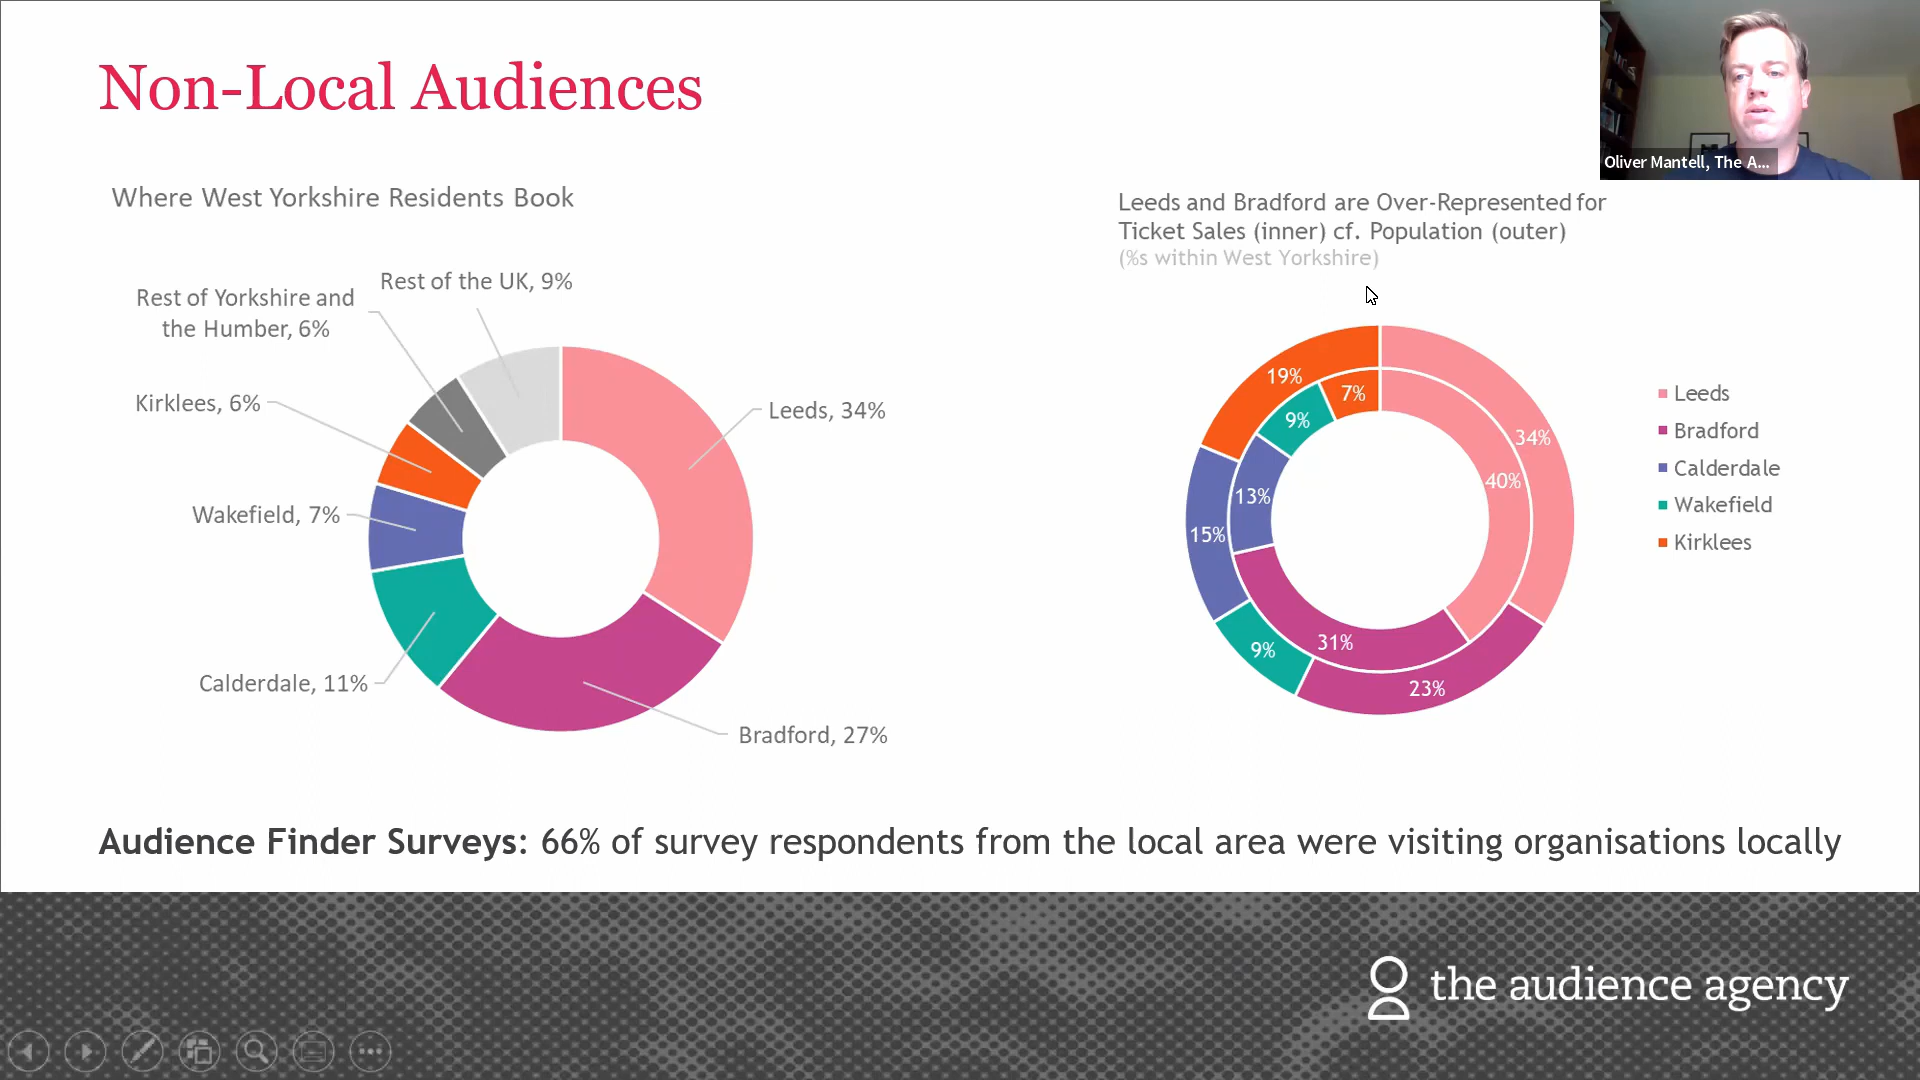 Non-Local Audiences
Oliver Mantell, The A...
Where West Yorkshire Residents Book
Rest of the UK, 9%
Rest of Yorkshire and
the Humber, 6%
Kirklees, 6%
Wakefield, 7%
Calderdale, 11%
Leeds, 34%
Bradford, 27%
Leeds and Bradford are Over-Represented for
Ticket Sales (inner) cf. Population (outer)
(%s within West Yorkshire)
19%
7%
9%
34%
40%
13%
15%
31%
9%
23%
Leeds
Bradford
Calderdale
Wakefield
Kirklees
Audience Finder Surveys: 66% of survey respondents from the local area were visiting organisations locally
the audience agency